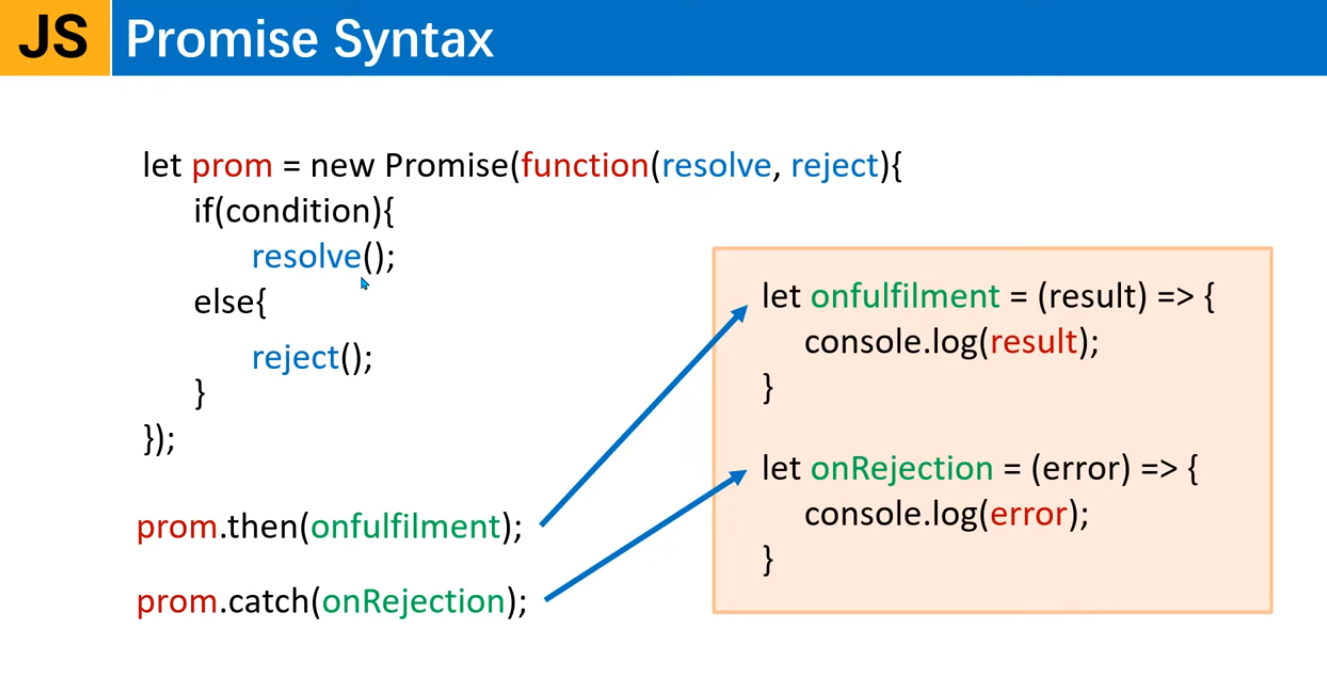 JS Promise Syntax
let prom = new Promise(function(resolve, reject){
if(condition){
resolve();
else{
reject();
}
});
prom.then(onfulfilment);
prom.catch(onRejection);
let onfulfilment = (result) => {
console.log(result);
}
let onRejection = (error) => {
console.log(error);
}